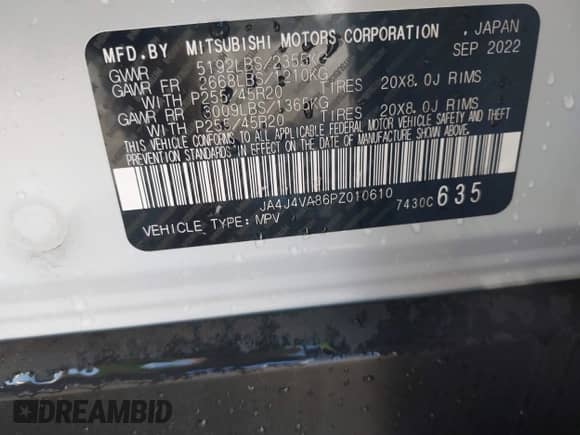 MFD.BY MITSUBISHI MOTORS CORPORATION , JAPAN
SEP 2022
GWR 5192LBS/2355
GAWR FR 2668LBS/1210KG
WITH P255/45R20 TIRES 20X8.0J RIMS
GAWR RR 3009LBS/1365KG
WITH P255/45R20 TIRES 20X8.0J RIMS
THIS VEHICLE CONFORMS TO ALL APPLICABLE FEDERAL MOTOR VEHICLE SAFETY AND THEFT
PREVENTION STANDARDS IN EFFECT ON THE DATE OF MANUFACTURE SHOWN ABOVE.
JA4J4VA86PZ010610
7430C 635
VEHICLE TYPE: MPV
DREAMBID